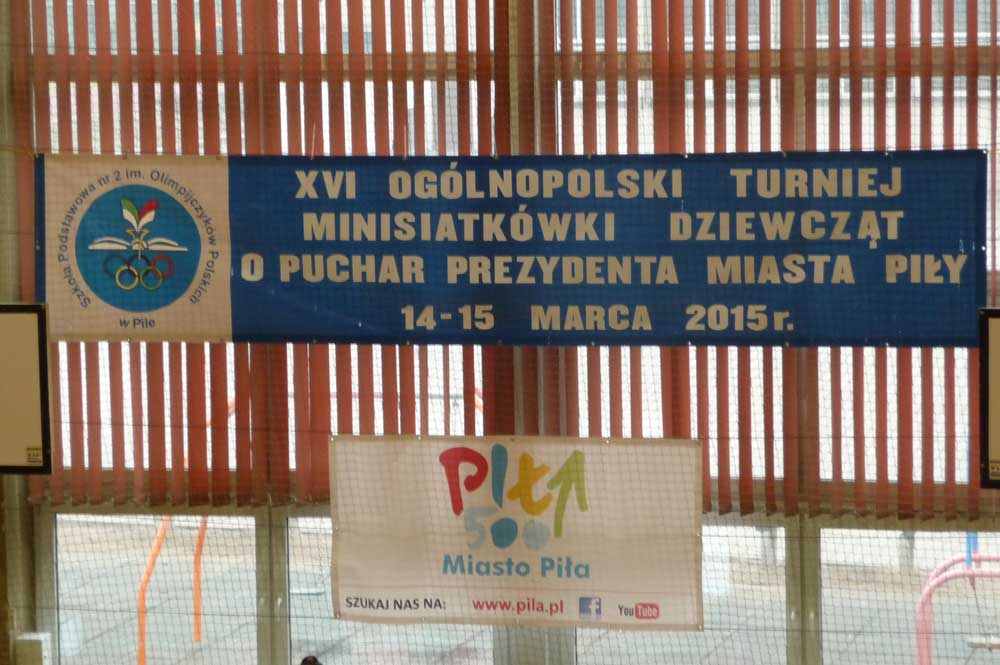 Szkoła Podstawowa nr 2 im. Olimpijczyków Polskich
w Pile
XVI OGÓLNOPOLSKI TURNIEJ
MINISIATKÓWKI DZIEWCZĄT
O PUCHAR PREZYDENTA MIASTA PIŁY
14-15 MARCA 2015r.
PIŁA
500
Miasto Piła
SZUKAJ NAS NA: www.pila.pl f YouTube